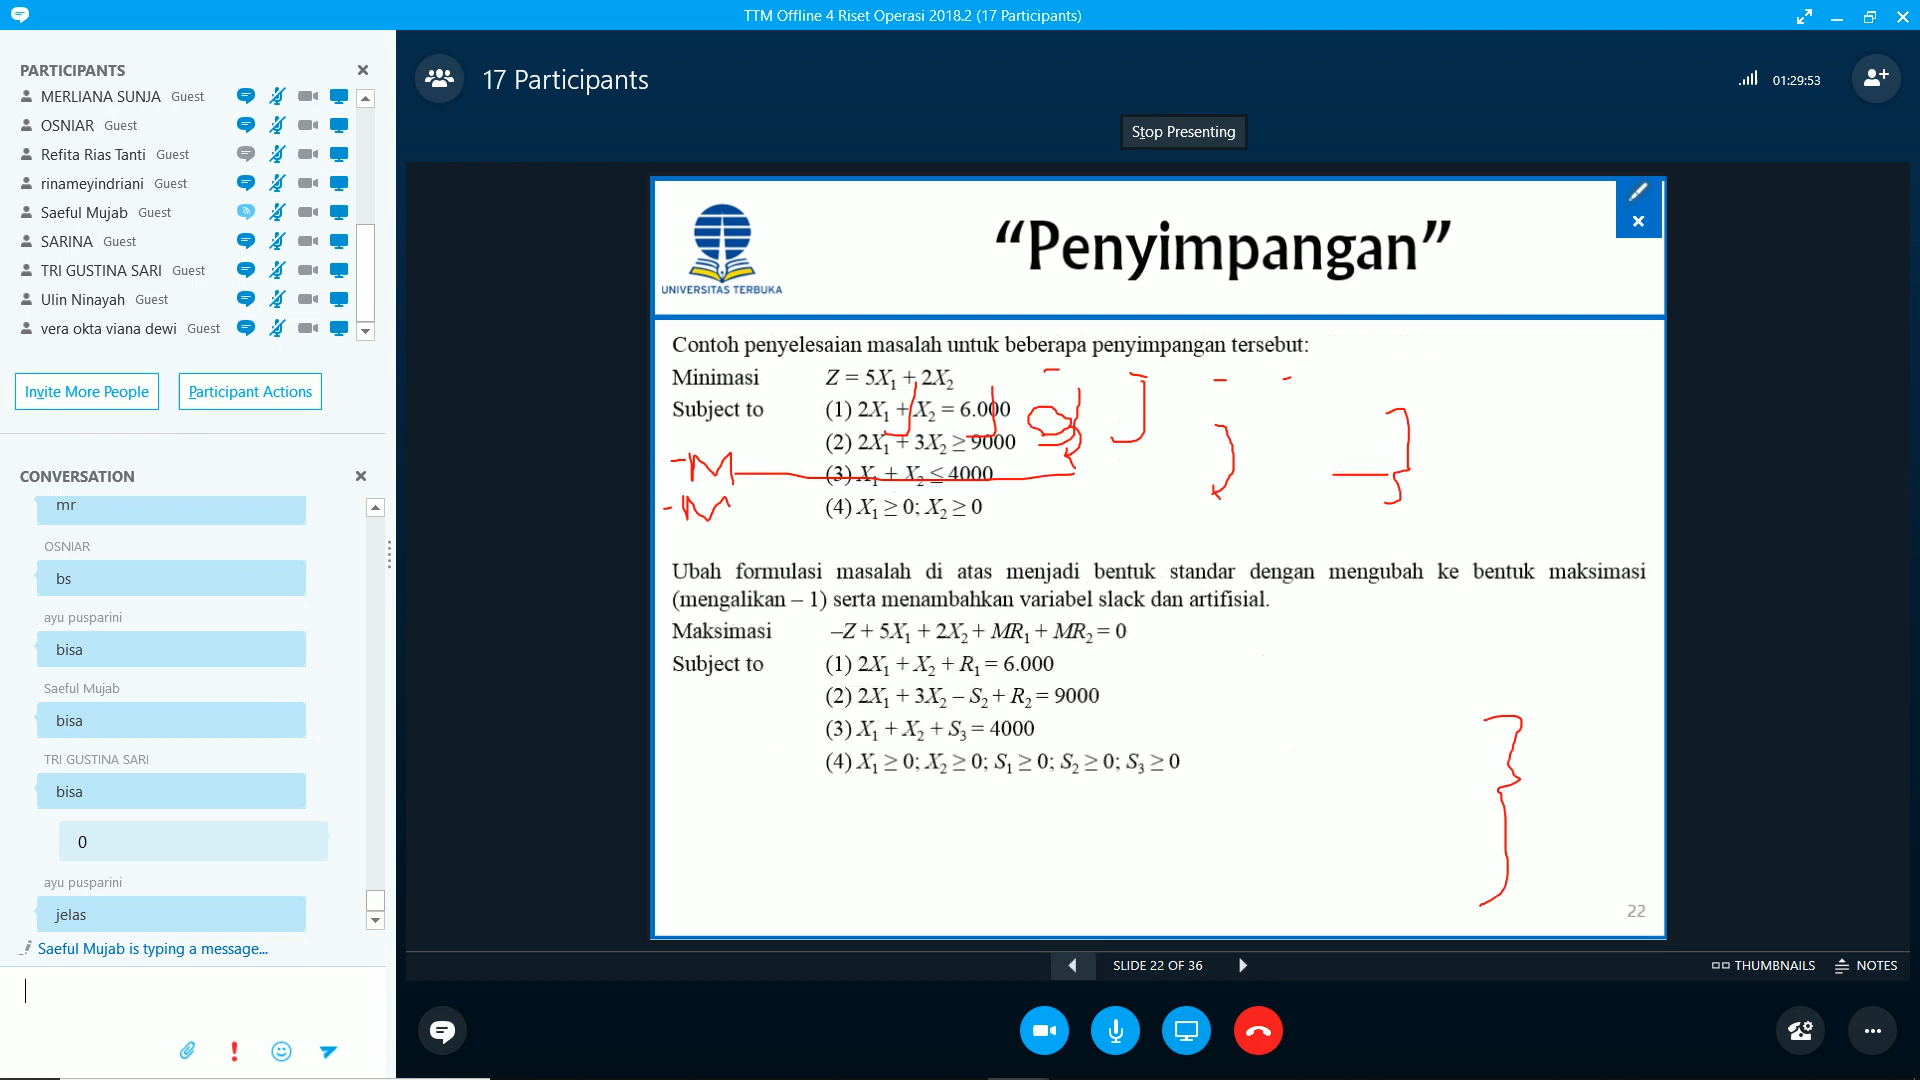 TTM Offline 4 Riset Operasi 2018.2 (17 Participants)
PARTICIPANTS
MERLIANA SUNJA Guest
OSNIAR Guest
Refita Rias Tanti Guest
rinameyindriani Guest
Saeful Mujab Guest
SARINA Guest
TRI GUSTINA SARI Guest
Ulin Ninayah Guest
vera okta viana dewi Guest
Invite More People
Participant Actions
CONVERSATION
mr
OSNIAR
bs
ayu pusparini
bisa
Saeful Mujab
bisa
TRI GUSTINA SARI
bisa
0
ayu pusparini
jelas
Saeful Mujab is typing a message...
17 Participants
01:29:53
Stop Presenting
UNIVERSITAS TERBUKA
“Penyimpangan”
Contoh penyelesaian masalah untuk beberapa penyimpangan tersebut:
Minimasi Z = 5X₁ + 2X₂
Subject to (1) 2X₁ + X₂ = 6.000
(2) 2X₁ + 3X₂ ≥ 9000
-M (3) X₁ + X₂ ≤ 4000
-M (4) X₁ ≥ 0; X₂ ≥ 0
Ubah formulasi masalah di atas menjadi bentuk standar dengan mengubah ke bentuk maksimasi
(mengalikan – 1) serta menambahkan variabel slack dan artifisial.
Maksimasi –Z + 5X₁ + 2X₂ + MR₁ + MR₂ = 0
Subject to (1) 2X₁ + X₂ + R₁ = 6.000
(2) 2X₁ + 3X₂ – S₂ + R₂ = 9000
(3) X₁ + X₂ + S₃ = 4000
(4) X₁ ≥ 0; X₂ ≥ 0; S₁ ≥ 0; S₂ ≥ 0; S₃ ≥ 0
22
SLIDE 22 OF 36
THUMBNAILS
NOTES